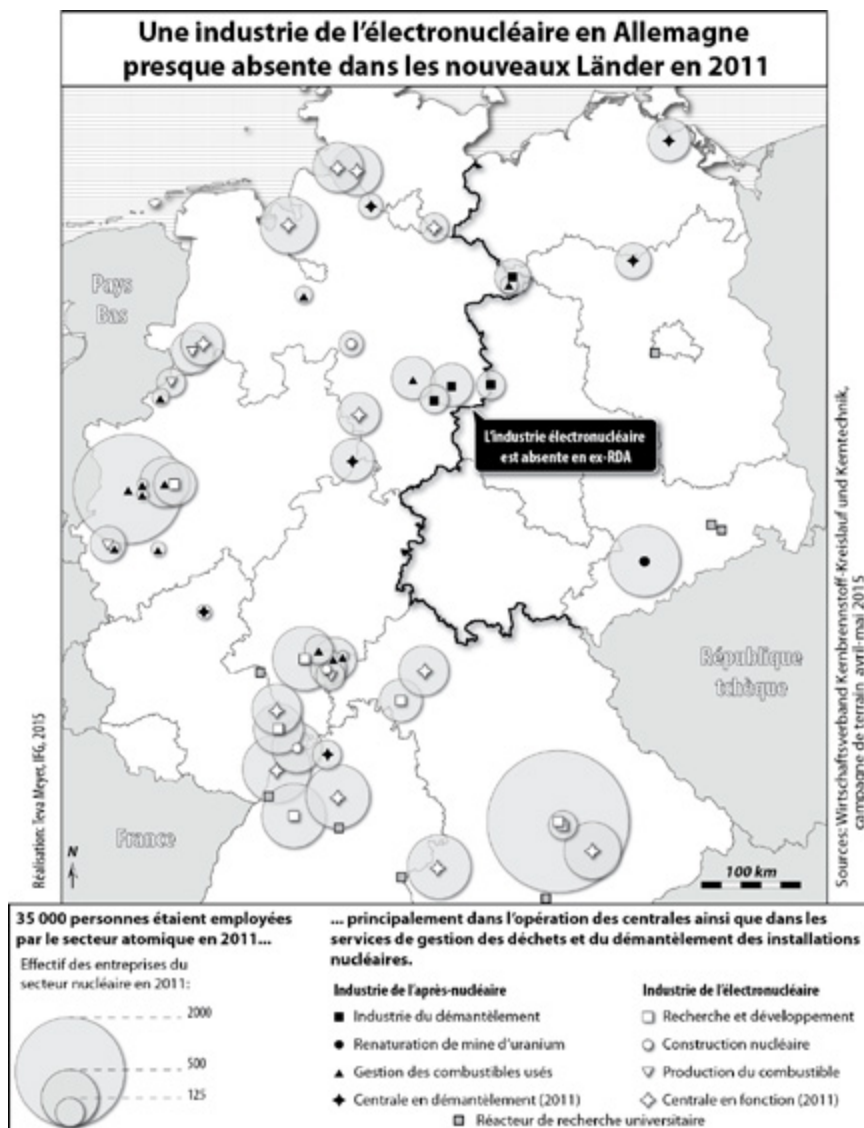 Une industrie de l'électronucléaire en Allemagne
presque absente dans les nouveaux Länder en 2011
Pays
Bas
L'industrie électronucléaire
est absente en ex-RDA
République
tchèque
France
N
100 km
Réalisation: Teva Meyer, IFG, 2015
Sources: Wirtschaftsverband Kernbrennstoff-Kreislauf und Kerntechnik,
campagne de terrain avril-mai 2015
35 000 personnes étaient employées
par le secteur atomique en 2011...
Effectif des entreprises du
secteur nucléaire en 2011:
2000
500
125
... principalement dans l'opération des centrales ainsi que dans les
services de gestion des déchets et du démantèlement des installations
nucléaires.
Industrie de l'après-nucléaire
Industrie du démantèlement
Renaturation de mine d'uranium
Gestion des combustibles usés
Centrale en démantèlement (2011)
Industrie de l'électronucléaire
Recherche et développement
Construction nucléaire
Production du combustible
Centrale en fonction (2011)
Réacteur de recherche universitaire